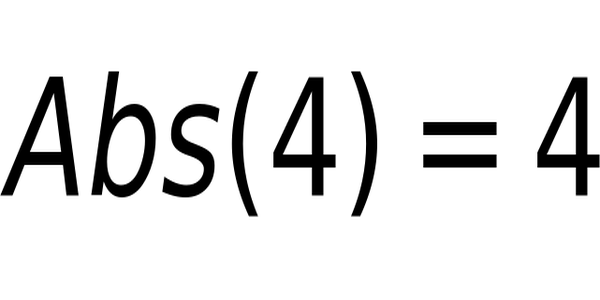 Abs(4) = 4